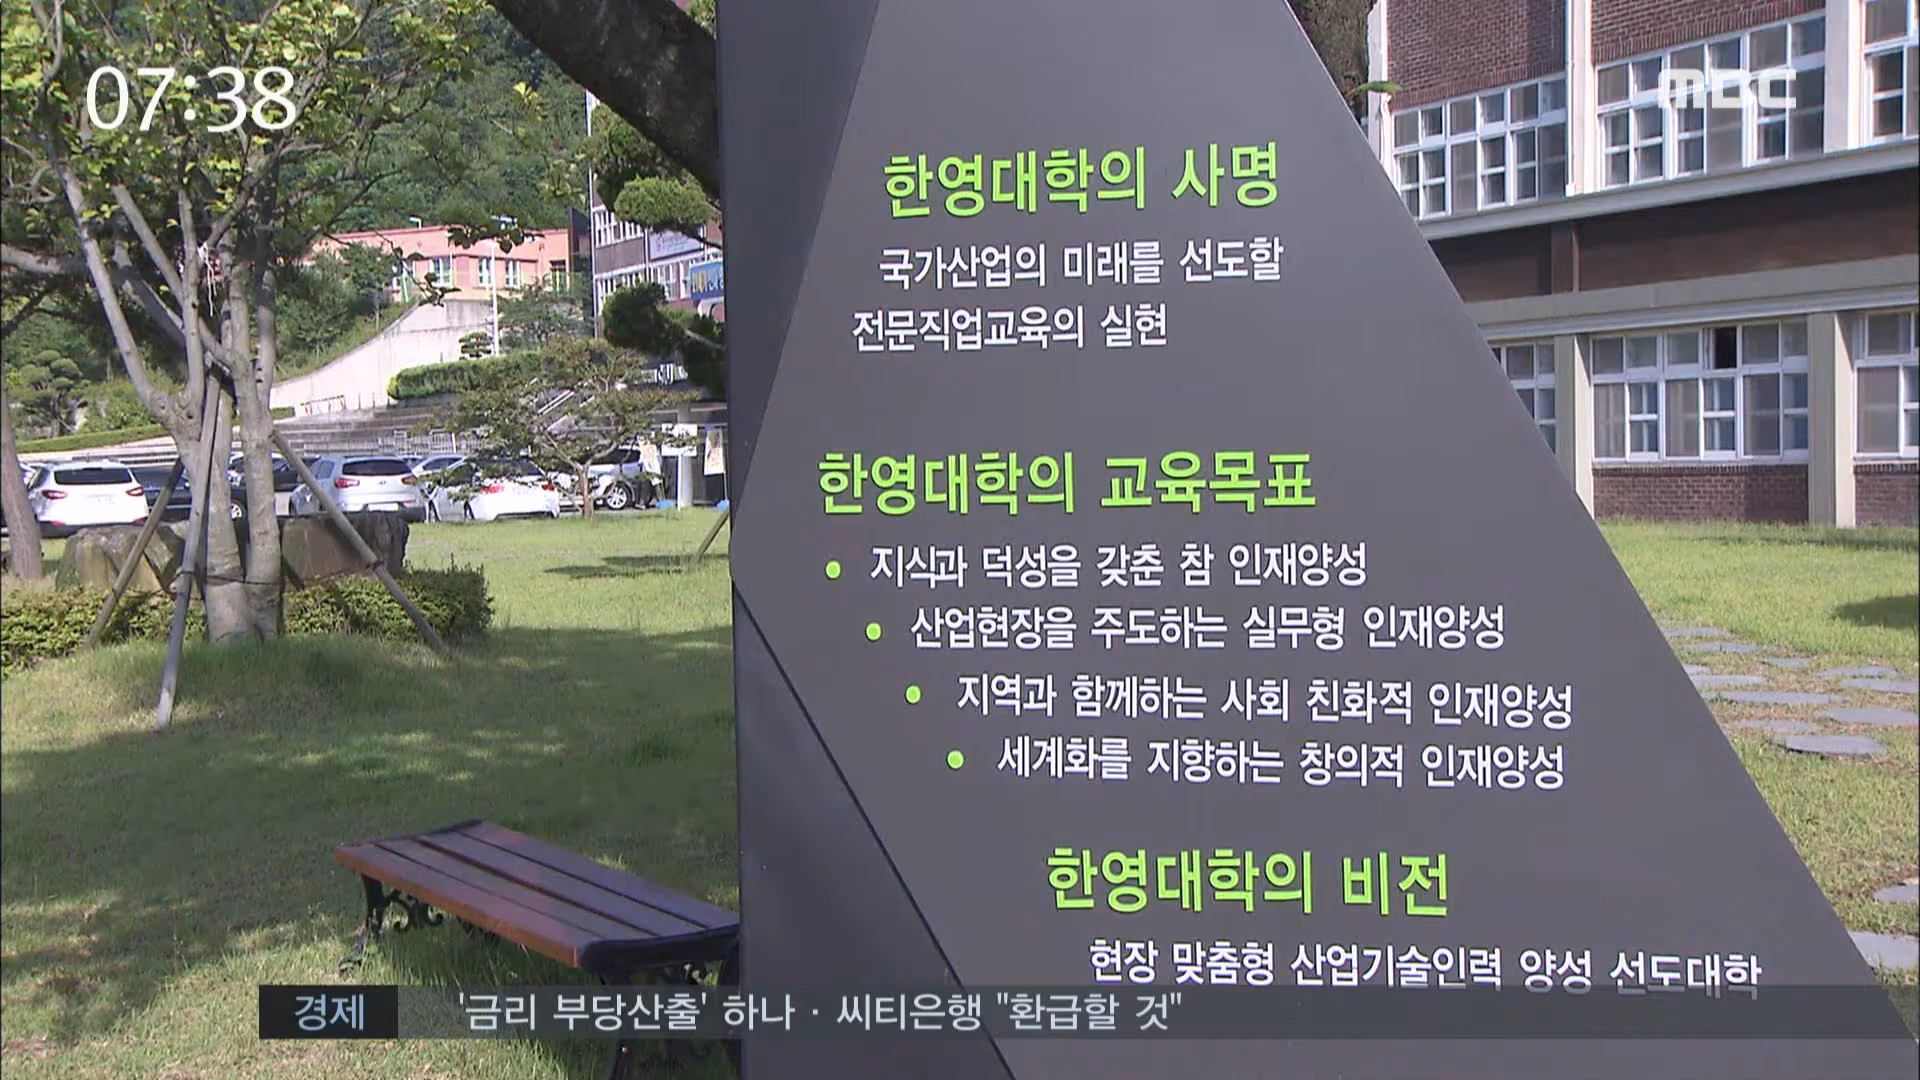 07:38
MBC
한영대학의 사명
국가산업의 미래를 선도할
전문직업교육의 실현
한영대학의 교육목표
• 지식과 덕성을 갖춘 참 인재양성
• 산업현장을 주도하는 실무형 인재양성
• 지역과 함께하는 사회 친화적 인재양성
• 세계화를 지향하는 창의적 인재양성
한영대학의 비전
현장 맞춤형 산업기술인력 양성 선도대학
경제 '금리 부당산출' 하나·씨티은행 "환급할 것"